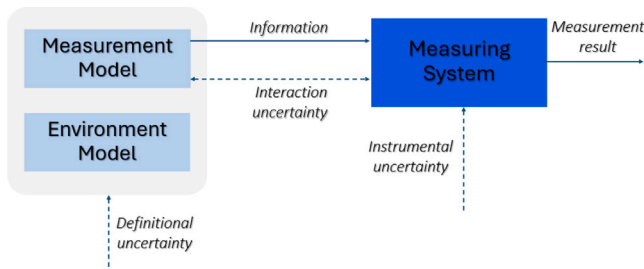 Measurement
Model
Information
Measuring
System
Measurement
result
Interaction
uncertainty
Environment
Model
Instrumental
uncertainty
Definitional
uncertainty